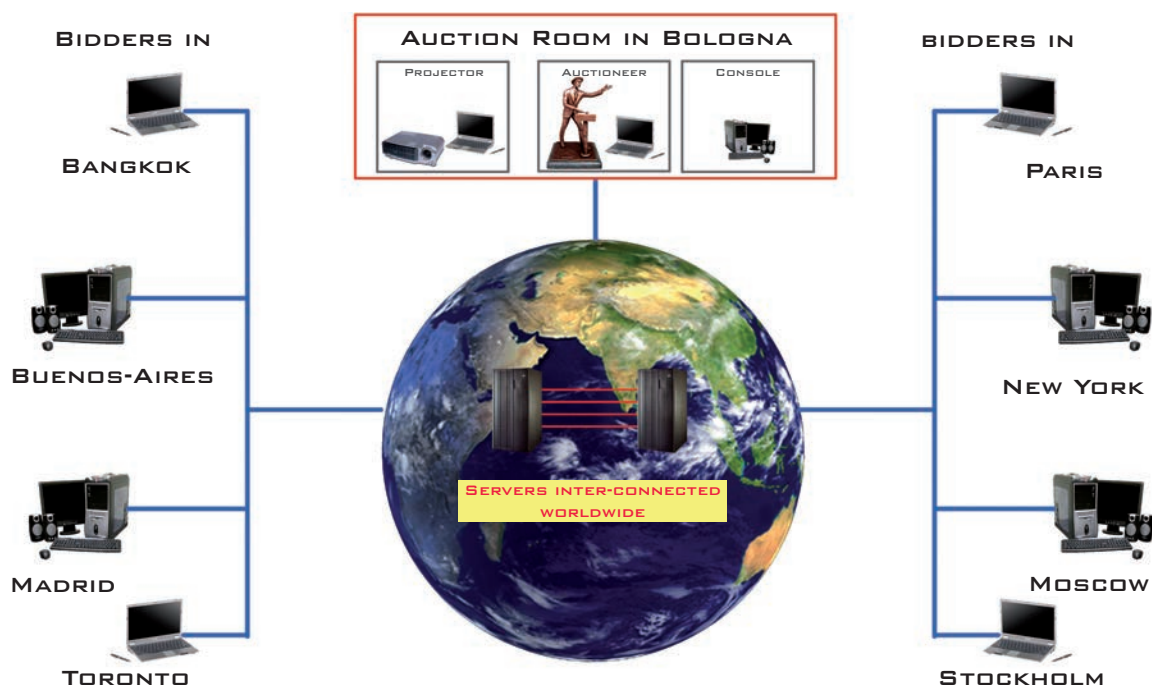 BIDDERS IN
AUCTION ROOM IN BOLOGNA
BIDDERS IN
PROJECTOR
AUCTIONEER
CONSOLE
BANGKOK
PARIS
BUENOS-AIRES
NEW YORK
SERVERS INTER-CONNECTED
WORLDWIDE
MADRID
MOSCOW
TORONTO
STOCKHOLM